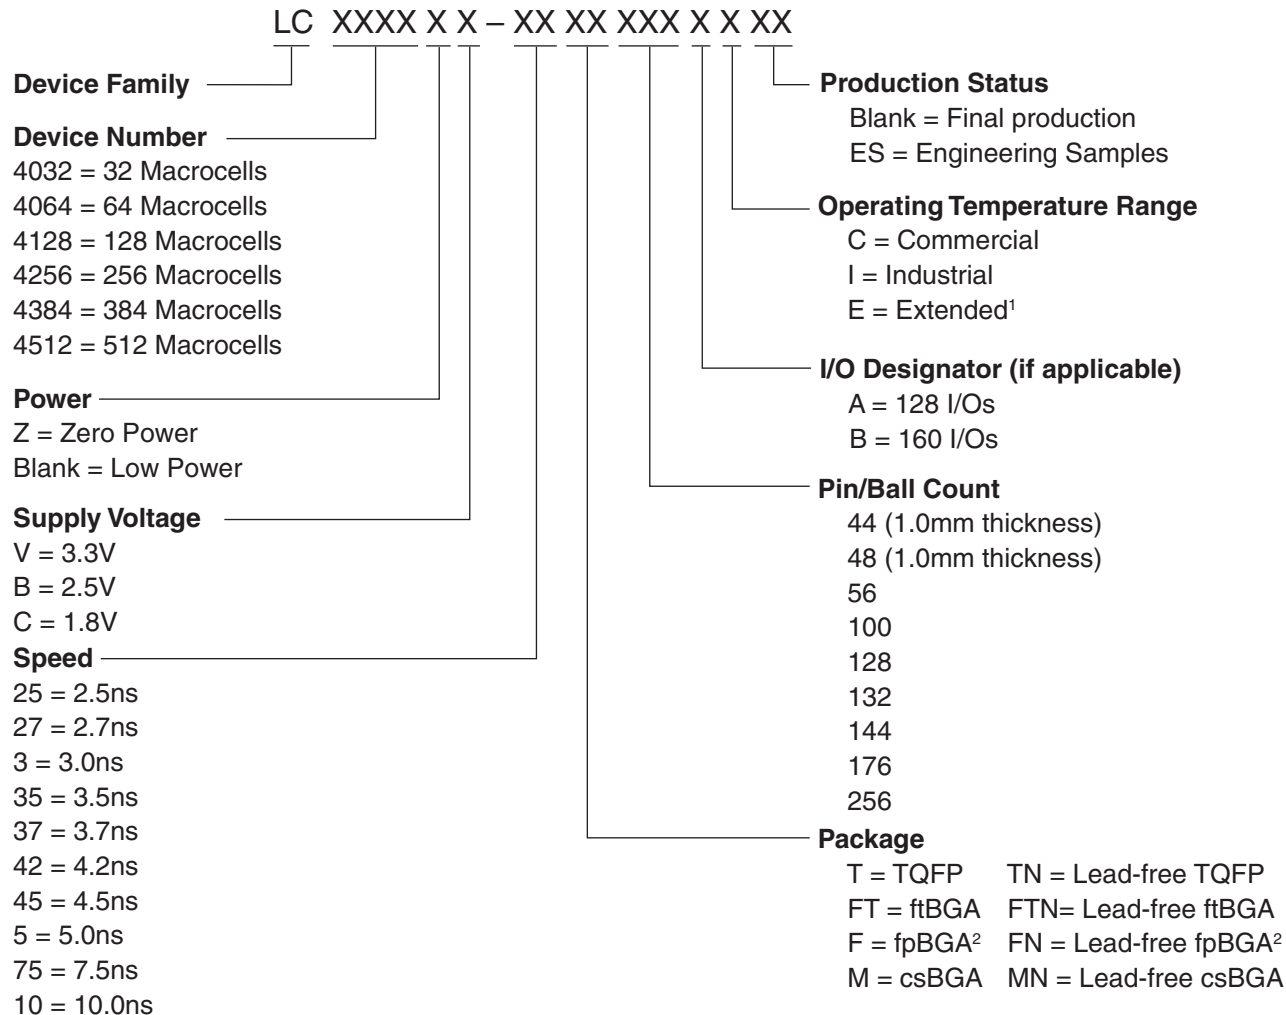 LC XXXX X X – XX XX XXX X X XX
Device Family
Device Number
4032 = 32 Macrocells
4064 = 64 Macrocells
4128 = 128 Macrocells
4256 = 256 Macrocells
4384 = 384 Macrocells
4512 = 512 Macrocells
Power
Z = Zero Power
Blank = Low Power
Supply Voltage
V = 3.3V
B = 2.5V
C = 1.8V
Speed
25 = 2.5ns
27 = 2.7ns
3 = 3.0ns
35 = 3.5ns
37 = 3.7ns
42 = 4.2ns
45 = 4.5ns
5 = 5.0ns
75 = 7.5ns
10 = 10.0ns
Production Status
Blank = Final production
ES = Engineering Samples
Operating Temperature Range
C = Commercial
I = Industrial
E = Extended¹
I/O Designator (if applicable)
A = 128 I/Os
B = 160 I/Os
Pin/Ball Count
44 (1.0mm thickness)
48 (1.0mm thickness)
56
100
128
132
144
176
256
Package
T = TQFP TN = Lead-free TQFP
FT = ftBGA FTN= Lead-free ftBGA
F = fpBGA² FN = Lead-free fpBGA²
M = csBGA MN = Lead-free csBGA